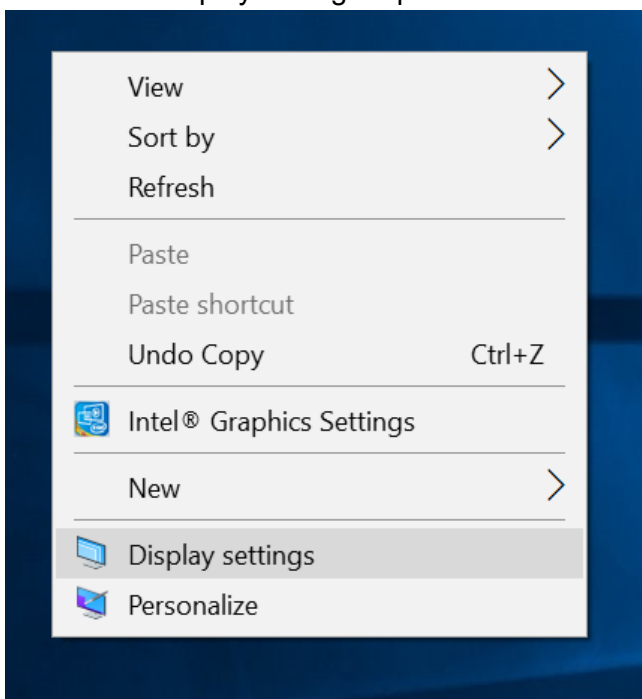 View
Sort by
Refresh
Paste
Paste shortcut
Undo Copy Ctrl+Z
Intel® Graphics Settings
New
Display settings
Personalize